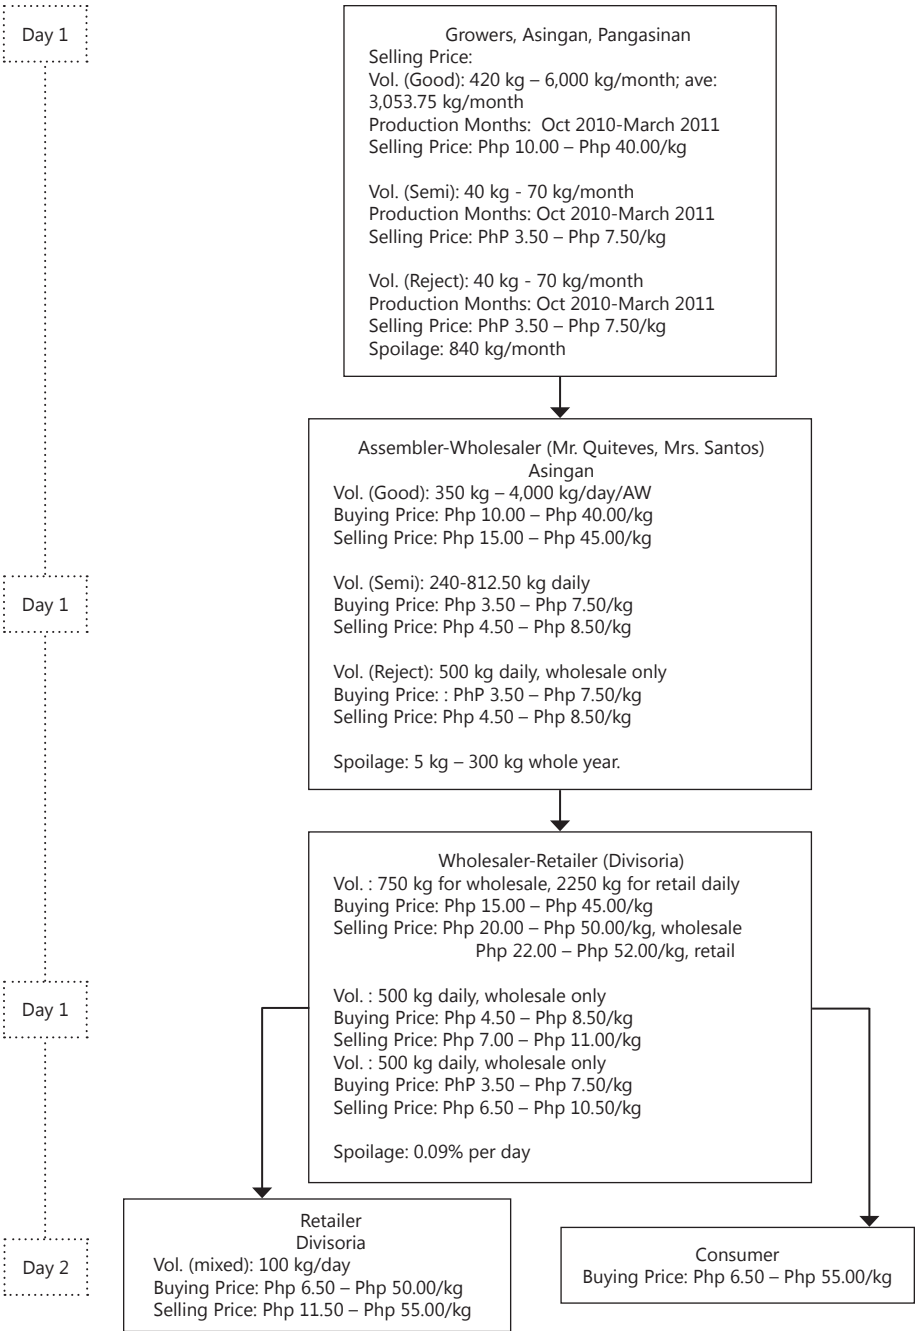 Day 1
Growers, Asingan, Pangasinan
Selling Price:
Vol. (Good): 420 kg – 6,000 kg/month; ave:
3,053.75 kg/month
Production Months:  Oct 2010-March 2011
Selling Price: Php 10.00 – Php 40.00/kg
Vol. (Semi): 40 kg - 70 kg/month
Production Months: Oct 2010-March 2011
Selling Price: PhP 3.50 – Php 7.50/kg
Vol. (Reject): 40 kg - 70 kg/month
Production Months: Oct 2010-March 2011
Selling Price: PhP 3.50 – Php 7.50/kg
Spoilage: 840 kg/month
Day 1
Assembler-Wholesaler (Mr. Quiteves, Mrs. Santos)
Asingan
Vol. (Good): 350 kg – 4,000 kg/day/AW
Buying Price: Php 10.00 – Php 40.00/kg
Selling Price: Php 15.00 – Php 45.00/kg
Vol. (Semi): 240-812.50 kg daily
Buying Price: Php 3.50 – Php 7.50/kg
Selling Price: Php 4.50 – Php 8.50/kg
Vol. (Reject): 500 kg daily, wholesale only
Buying Price: : PhP 3.50 – Php 7.50/kg
Selling Price: Php 4.50 – Php 8.50/kg
Spoilage: 5 kg – 300 kg whole year.
Day 1
Wholesaler-Retailer (Divisoria)
Vol. : 750 kg for wholesale, 2250 kg for retail daily
Buying Price: Php 15.00 – Php 45.00/kg
Selling Price: Php 20.00 – Php 50.00/kg, wholesale
Php 22.00 – Php 52.00/kg, retail
Vol. : 500 kg daily, wholesale only
Buying Price: Php 4.50 – Php 8.50/kg
Selling Price: Php 7.00 – Php 11.00/kg
Vol. : 500 kg daily, wholesale only
Buying Price: PhP 3.50 – Php 7.50/kg
Selling Price: Php 6.50 – Php 10.50/kg
Spoilage: 0.09% per day
Day 2
Retailer
Divisoria
Vol. (mixed): 100 kg/day
Buying Price: Php 6.50 – Php 50.00/kg
Selling Price: Php 11.50 – Php 55.00/kg
Consumer
Buying Price: Php 6.50 – Php 55.00/kg